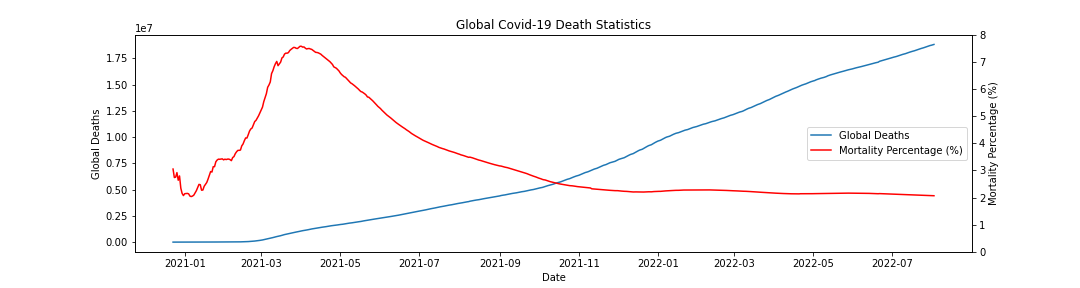 Global Covid-19 Death Statistics
1e7
1.75
1.50
1.25
1.00
0.75
0.50
0.25
0.00
Global Deaths
8
7
6
5
4
3
2
1
0
Mortality Percentage (%)
Global Deaths
Mortality Percentage (%)
2021-01 2021-03 2021-05 2021-07 2021-09 2021-11 2022-01 2022-03 2022-05 2022-07
Date